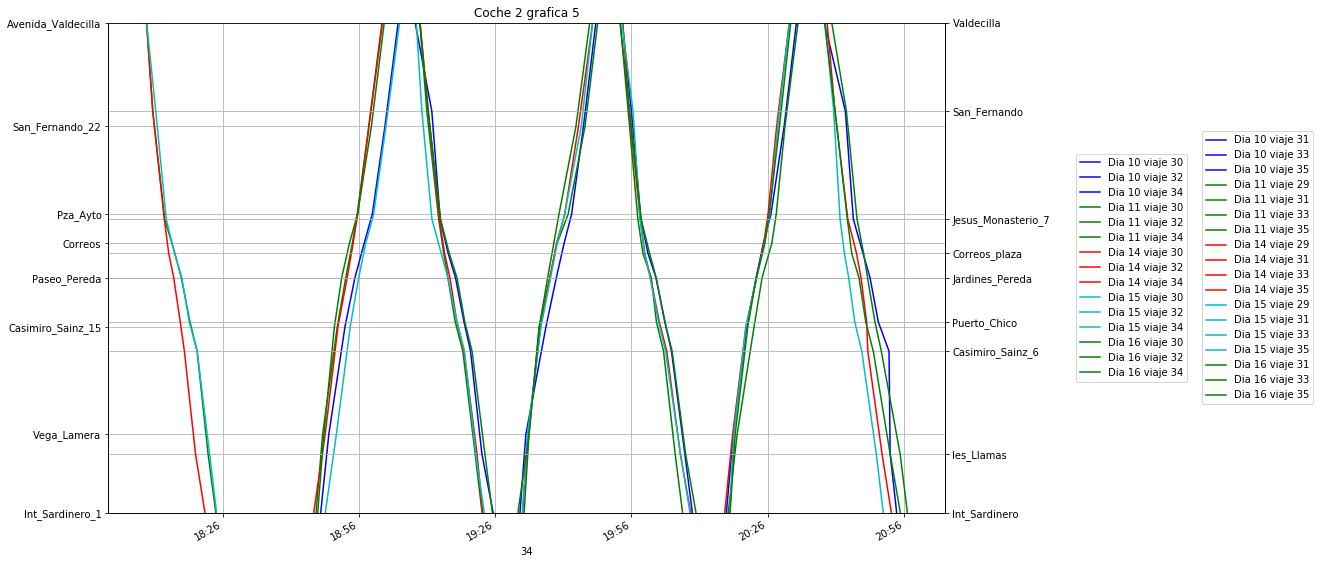 Coche 2 grafica 5
Avenida_Valdecilla
San_Fernando_22
Pza_Ayto
Correos
Paseo_Pereda
Casimiro_Sainz_15
Vega_Lamera
Int_Sardinero_1
Valdecilla
San_Fernando
Jesus_Monasterio_7
Correos_plaza
Jardines_Pereda
Puerto_Chico
Casimiro_Sainz_6
Ies_Llamas
Int_Sardinero
18:26
18:56
19:26
19:56
20:26
20:56
34
Dia 10 viaje 30
Dia 10 viaje 32
Dia 10 viaje 34
Dia 11 viaje 30
Dia 11 viaje 32
Dia 11 viaje 34
Dia 14 viaje 30
Dia 14 viaje 32
Dia 14 viaje 34
Dia 15 viaje 30
Dia 15 viaje 32
Dia 15 viaje 34
Dia 16 viaje 30
Dia 16 viaje 32
Dia 16 viaje 34
Dia 10 viaje 31
Dia 10 viaje 33
Dia 10 viaje 35
Dia 11 viaje 29
Dia 11 viaje 31
Dia 11 viaje 33
Dia 11 viaje 35
Dia 14 viaje 29
Dia 14 viaje 31
Dia 14 viaje 33
Dia 14 viaje 35
Dia 15 viaje 29
Dia 15 viaje 31
Dia 15 viaje 33
Dia 15 viaje 35
Dia 16 viaje 31
Dia 16 viaje 33
Dia 16 viaje 35